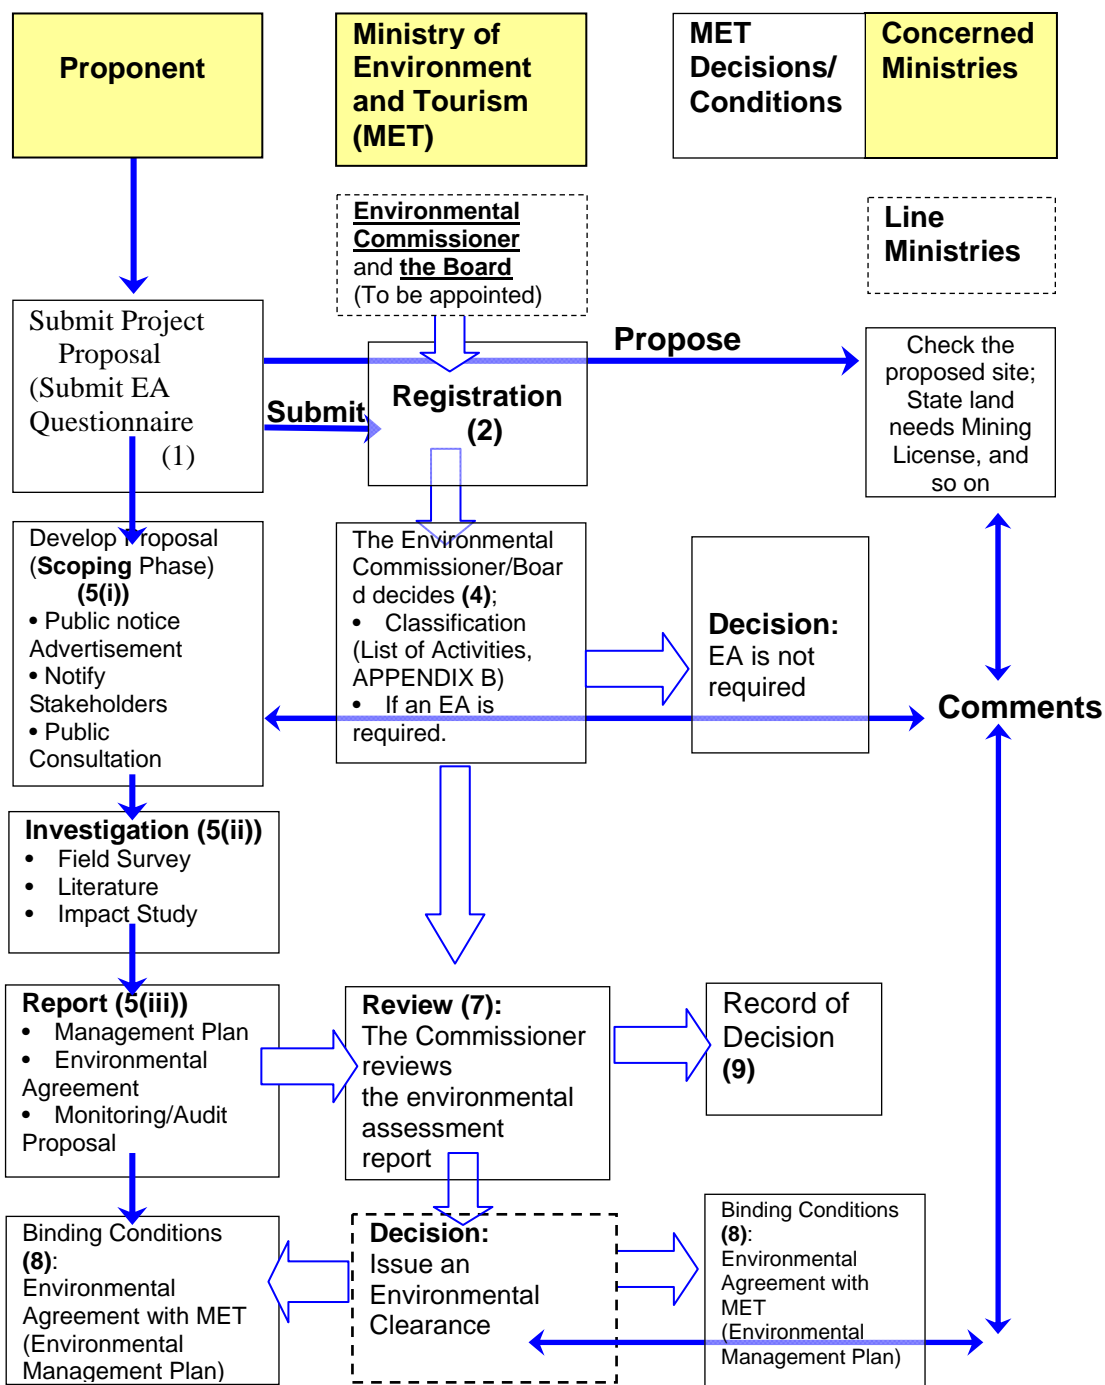 Proponent
Ministry of
Environment
and Tourism
(MET)
MET
Decisions/
Conditions
Concerned
Ministries
Environmental
Commissioner
and the Board
(To be appointed)
Line
Ministries
Submit Project
Proposal
(Submit EA
Questionnaire
(1)
Submit
Registration
(2)
Propose
Check the
proposed site;
State land
needs Mining
License, and
so on
Develop Proposal
(Scoping Phase)
(5(i))
• Public notice
Advertisement
• Notify
Stakeholders
• Public
Consultation
The Environmental
Commissioner/Boar
d decides (4);
• Classification
(List of Activities,
APPENDIX B)
• If an EA is
required.
Decision:
EA is not
required
Comments
Investigation (5(ii))
• Field Survey
• Literature
• Impact Study
Report (5(iii))
• Management Plan
• Environmental
Agreement
• Monitoring/Audit
Proposal
Review (7):
The Commissioner
reviews
the environmental
assessment
report
Record of
Decision
(9)
Binding Conditions
(8):
Environmental
Agreement with MET
(Environmental
Management Plan)
Decision:
Issue an
Environmental
Clearance
Binding Conditions
(8):
Environmental
Agreement with
MET
(Environmental
Management Plan)